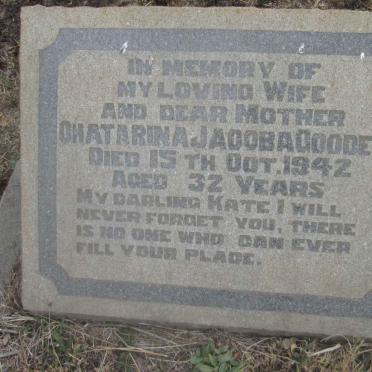 IN MEMORY OF
MY LOVING WIFE
AND DEAR MOTHER
CHATARINA JACOBA
DIED 15TH OCT. 1942
AGED 32 YEARS
MY DARLING KATE I WILL
NEVER FORGET YOU, THERE
IS NO ONE WHO CAN EVER
FILL YOUR PLACE.